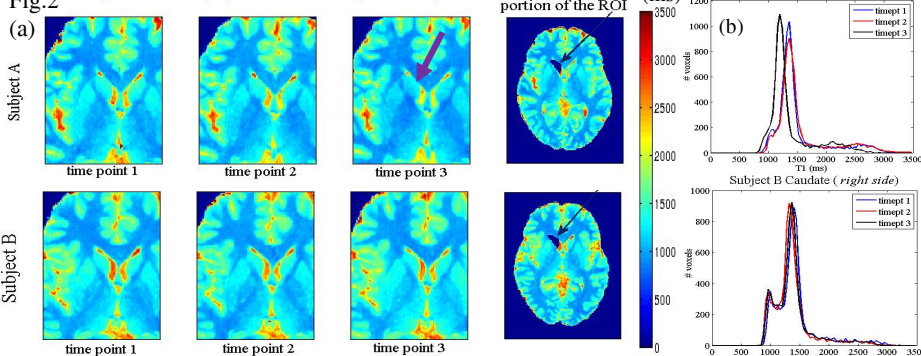 Fig.2
portion of the ROI
(ms)
(a)
Subject A
time point 1
time point 2
time point 3
Subject B
time point 1
time point 2
time point 3
3500
3000
2500
2000
1500
1000
500
0
(b)
timept 1
timept 2
timept 3
# voxels
1200
1000
800
600
400
200
0
0 500 1000 1500 2000 2500 3000 3500
T1 (ms)
Subject B Caudate (right side)
timept 1
timept 2
timept 3
# voxels
1000
800
600
400
200
0
0 500 1000 1500 2000 2500 3000 350